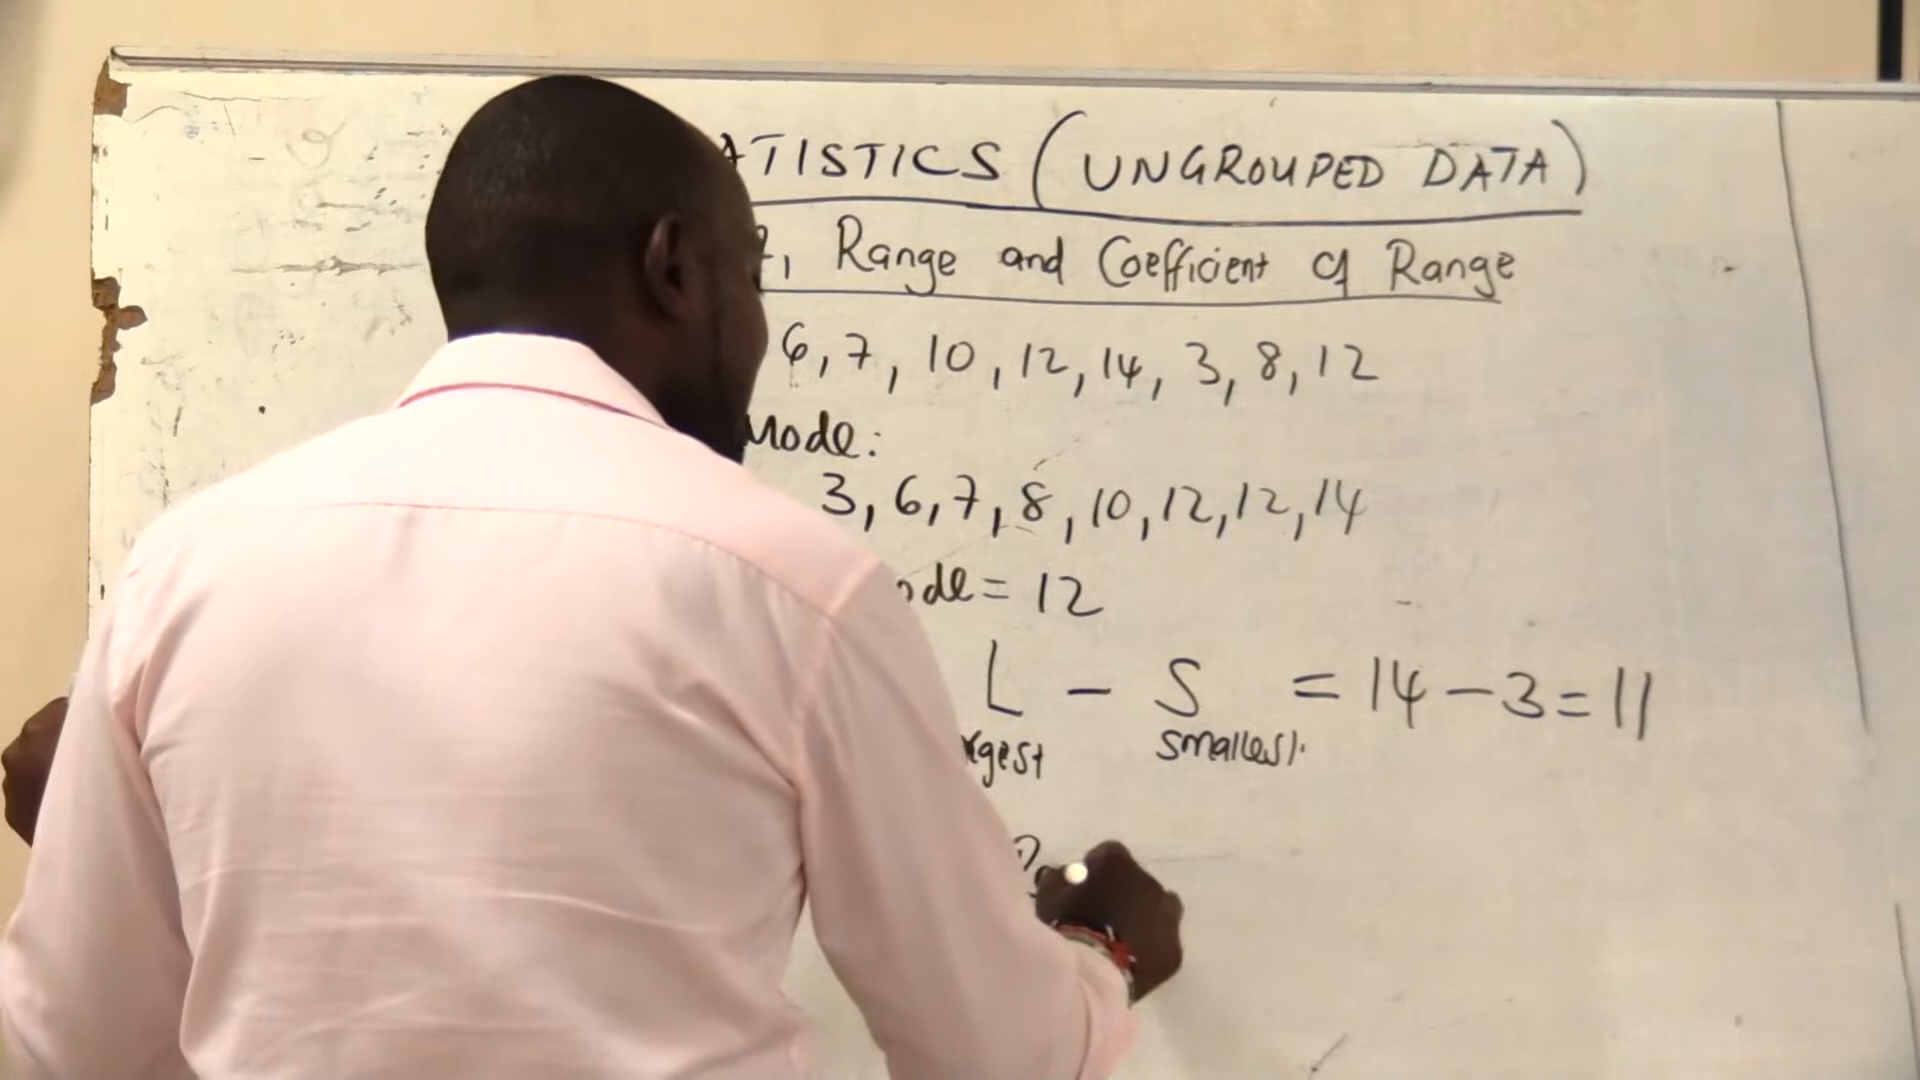 ATISTICS (UNGROUPED DATA)
, Range and Coefficient of Range
6, 7, 10, 12, 14, 3, 8, 12
Mode:
3, 6, 7, 8, 10, 12, 12, 14
ode = 12
L - S = 14 - 3 = 11
rgest smallest.